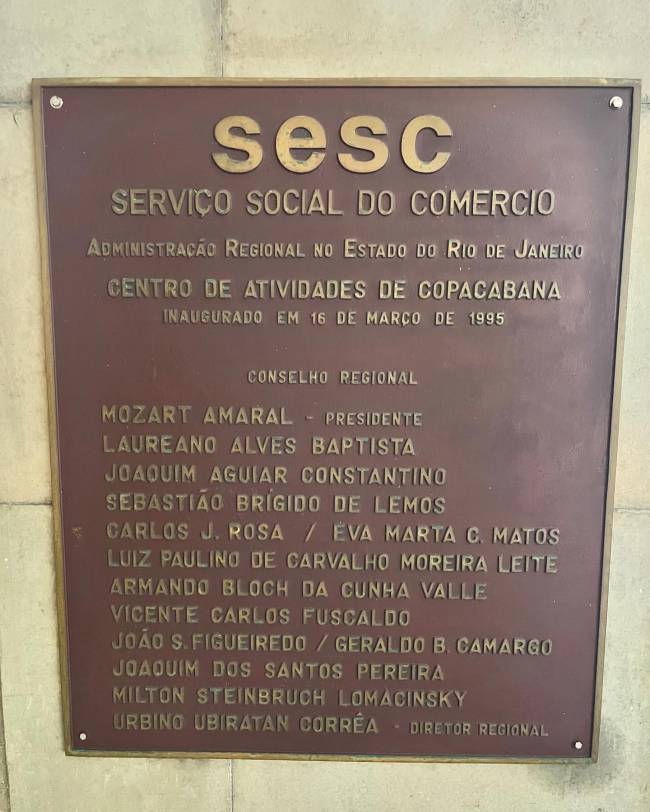 sesc
SERVIÇO SOCIAL DO COMERCIO
ADMINISTRAÇÃO REGIONAL NO ESTADO DO RIO DE JANEIRO
CENTRO DE ATIVIDADES DE COPACABANA
INAUGURADO EM 16 DE MARÇO DE 1995
CONSELHO REGIONAL
MOZART AMARAL - PRESIDENTE
LAUREANO ALVES BAPTISTA
JOAQUIM AGUIAR CONSTANTINO
SEBASTIÃO BRÍGIDO DE LEMOS
CARLOS J. ROSA / EVA MARTA C. MATOS
LUIZ PAULINO DE CARVALHO MOREIRA LEITE
ARMANDO BLOCH DA CUNHA VALLE
VICENTE CARLOS FUSCALDO
JOÃO S. FIGUEIREDO / GERALDO B. CAMARGO
JOAQUIM DOS SANTOS PEREIRA
MILTON STEINBRUCH LOMACINSKY
URBINO UBIRATAN CORRÊA - DIRETOR REGIONAL